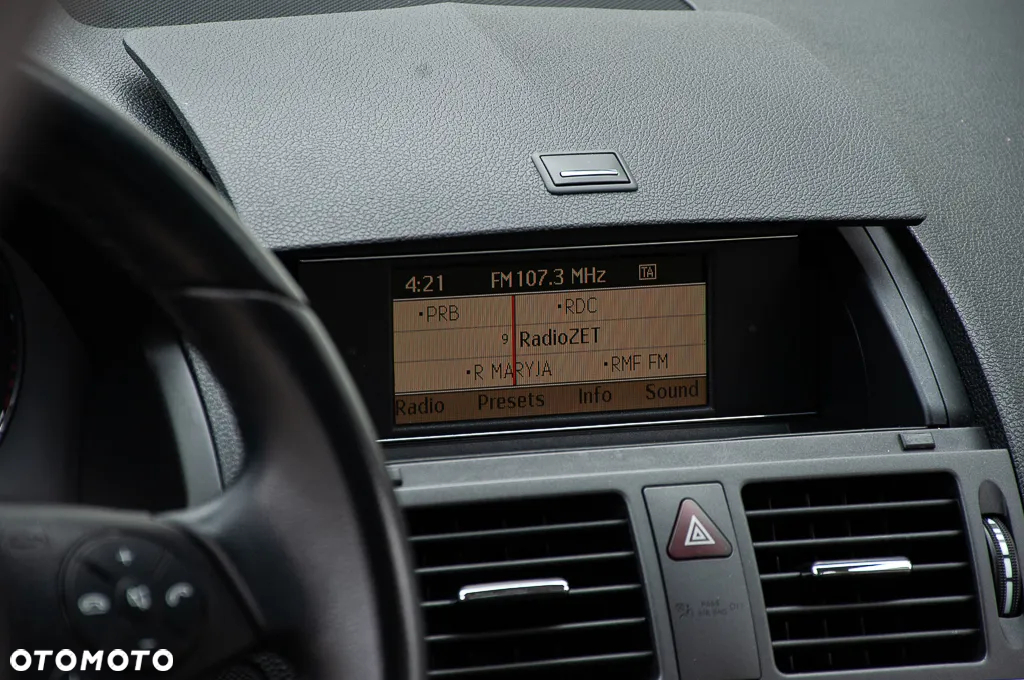 4:21 FM 107.3 MHz TA
•PRB •RDC
9 RadioZET
•R MARYJA •RMF FM
Radio Presets Info Sound
OTOMOTO